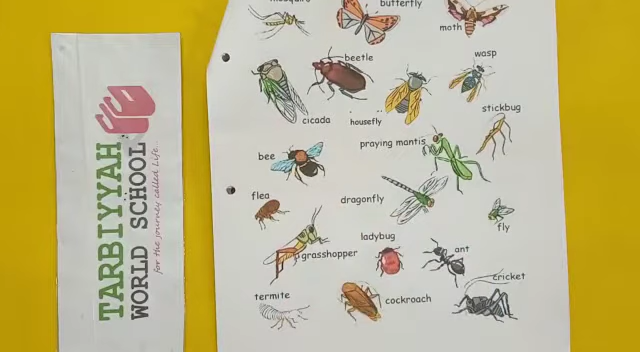 TARBIYYAH
WORLD SCHOOL
for the journey called Life...
butterfly
moth
beetle
wasp
cicada
housefly
stickbug
praying mantis
bee
flea
dragonfly
fly
ladybug
grasshopper
ant
cricket
termite
cockroach